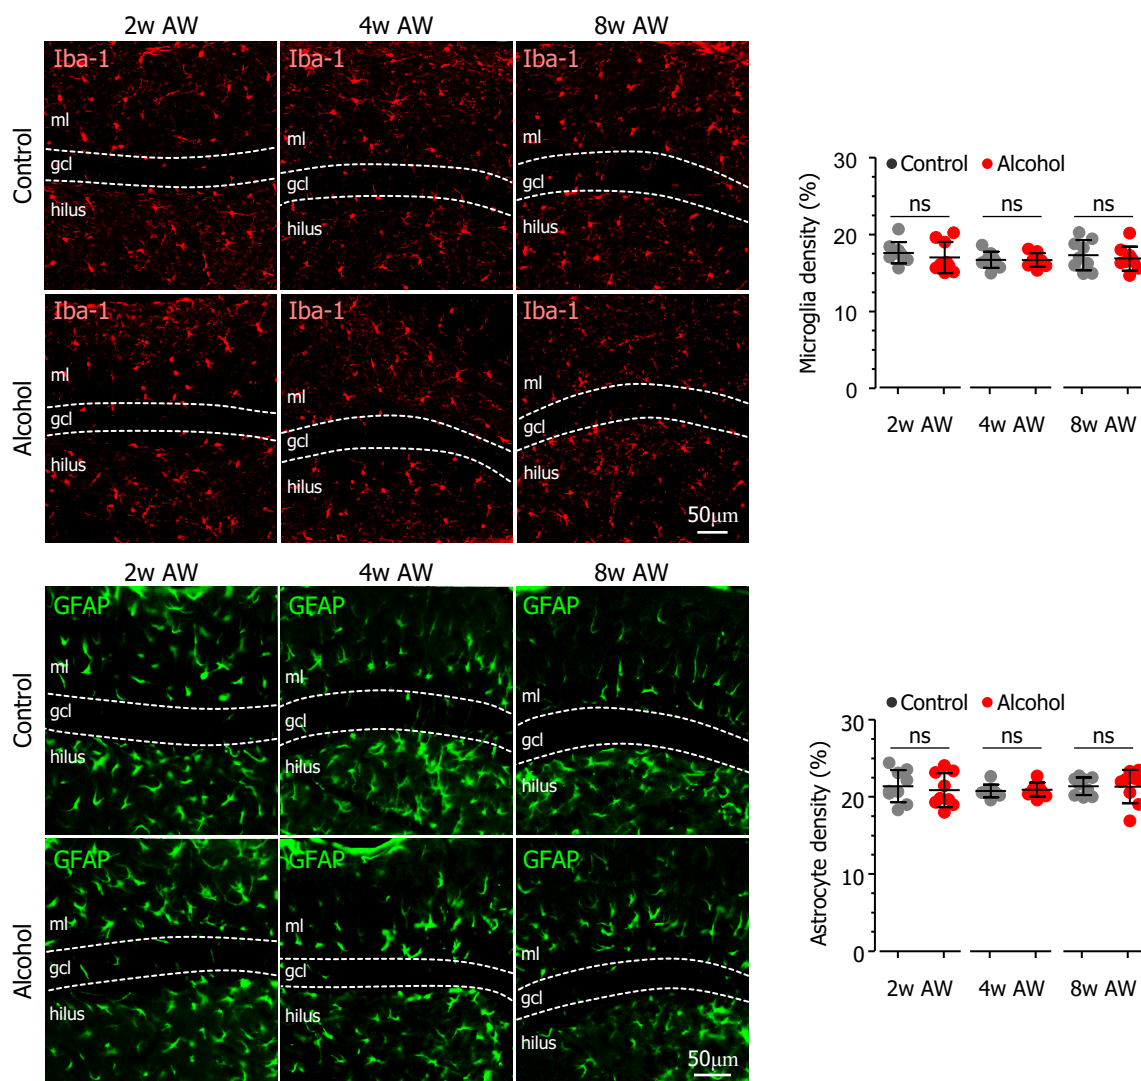 2w AW 4w AW 8w AW
Control
Iba-1 Iba-1 Iba-1
ml ml ml
gcl gcl gcl
hilus hilus hilus
Alcohol
Iba-1 Iba-1 Iba-1
ml ml ml
gcl gcl gcl
hilus hilus hilus
50μm
Control Alcohol
Microglia density (%)
30
20
10
0
ns ns ns
2w AW 4w AW 8w AW
2w AW 4w AW 8w AW
Control
GFAP GFAP GFAP
ml ml ml
gcl gcl gcl
hilus hilus hilus
Alcohol
GFAP GFAP GFAP
ml ml ml
gcl gcl gcl
hilus hilus hilus
50μm
Control Alcohol
Astrocyte density (%)
30
20
10
0
ns ns ns
2w AW 4w AW 8w AW